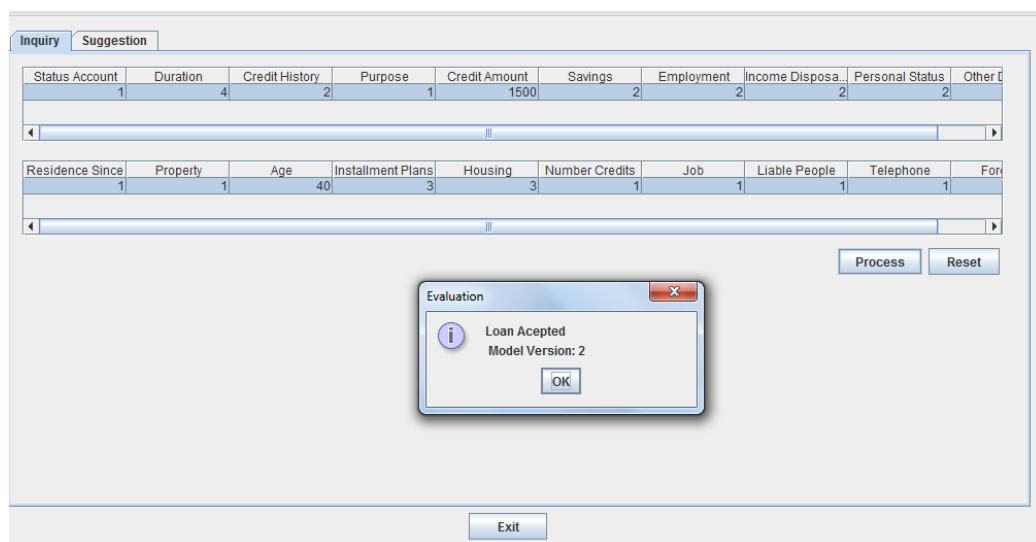 Inquiry Suggestion
Status Account Duration Credit History Purpose Credit Amount Savings Employment Income Disposa... Personal Status Other D
1 4 2 1 1500 2 2 2 2
Residence Since Property Age Installment Plans Housing Number Credits Job Liable People Telephone Fore
1 1 40 3 3 1 1 1 1
Process Reset
Evaluation
Loan Acepted
Model Version: 2
OK
Exit